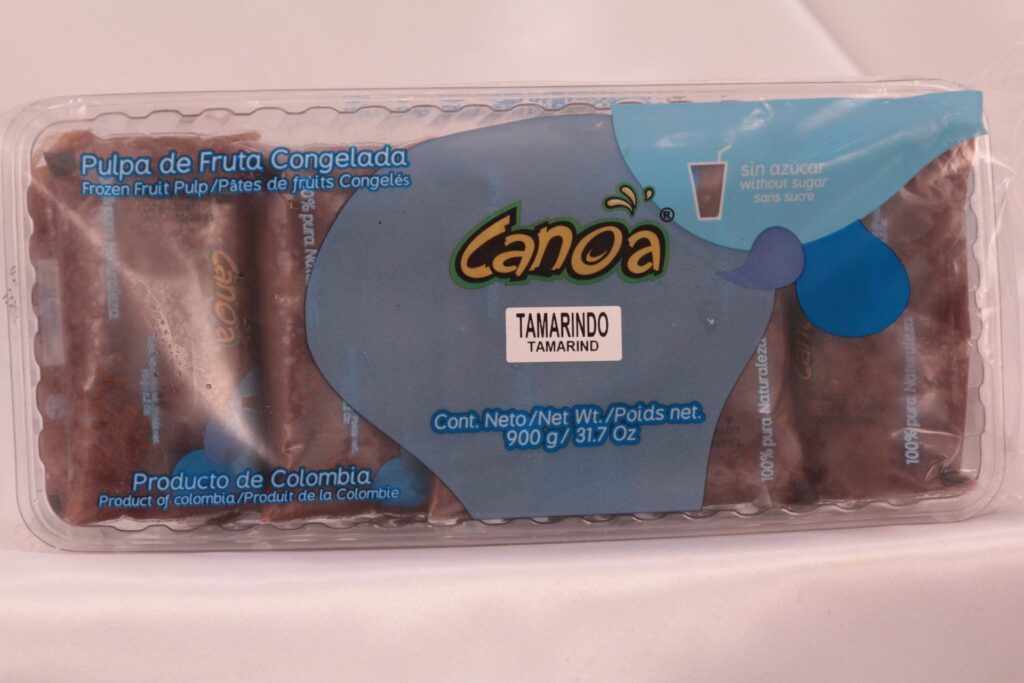 Pulpa de Fruta Congelada
Frozen Fruit Pulp/Pâtes de fruits Congelés
sin azúcar
without sugar
sans sucre
Canoa®
TAMARINDO
TAMARIND
Cont. Neto/Net Wt./Poids net.
900 g/ 31.7 Oz
Producto de Colombia
Product of colombia/Produit de la Colombie
Canoa
100% pura Naturaleza
100% pura Naturaleza
Canoa